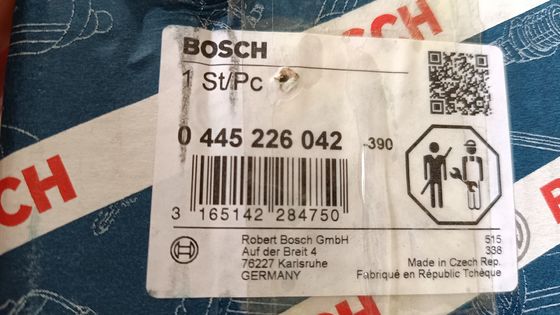 BOSCH
1 St/Pc
0 445 226 042 -390
3 165142 284750
Robert Bosch GmbH
Auf der Breit 4
76227 Karlsruhe
GERMANY
515
338
Made in Czech Rep.
Fabriqué en République Tchèque
BOSCH
BOSCH